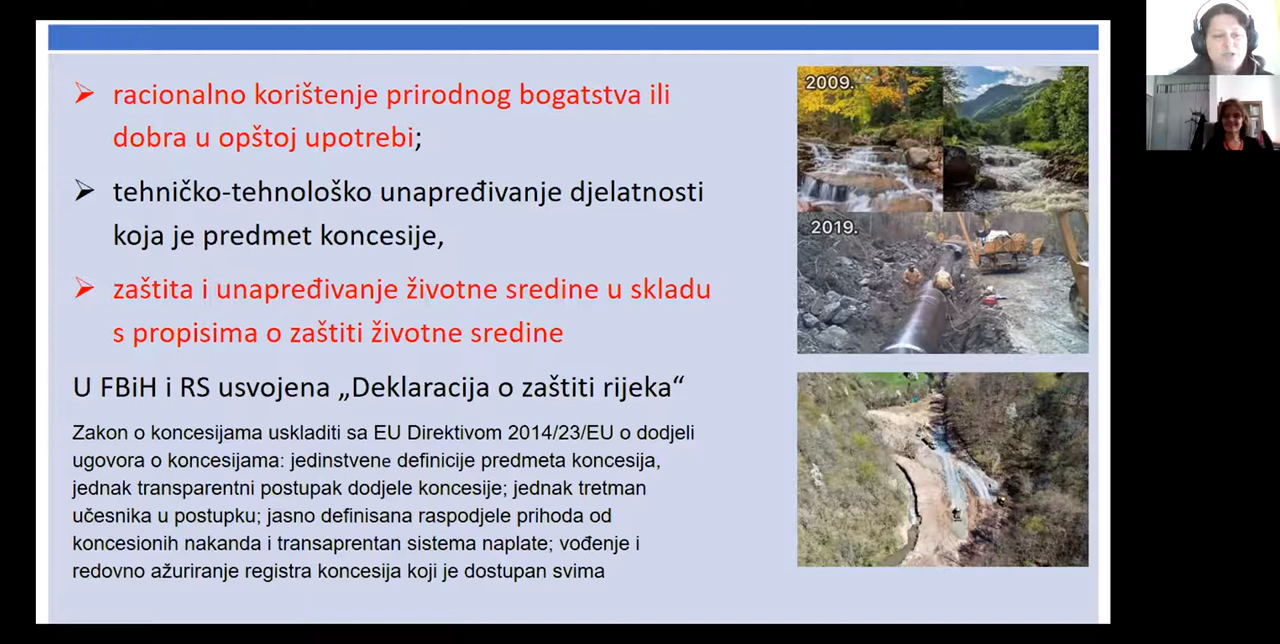 racionalno korištenje prirodnog bogatstva ili
dobra u opštoj upotrebi;
tehničko-tehnološko unapređivanje djelatnosti
koja je predmet koncesije,
zaštita i unapređivanje životne sredine u skladu
s propisima o zaštiti životne sredine
U FBiH i RS usvojena „Deklaracija o zaštiti rijeka“
Zakon o koncesijama uskladiti sa EU Direktivom 2014/23/EU o dodjeli
ugovora o koncesijama: jedinstvene definicije predmeta koncesija,
jednak transparentni postupak dodjele koncesije; jednak tretman
učesnika u postupku; jasno definisana raspodjele prihoda od
koncesionih nakanda i transaprentan sistema naplate; vođenje i
redovno ažuriranje registra koncesija koji je dostupan svima
2009.
2019.